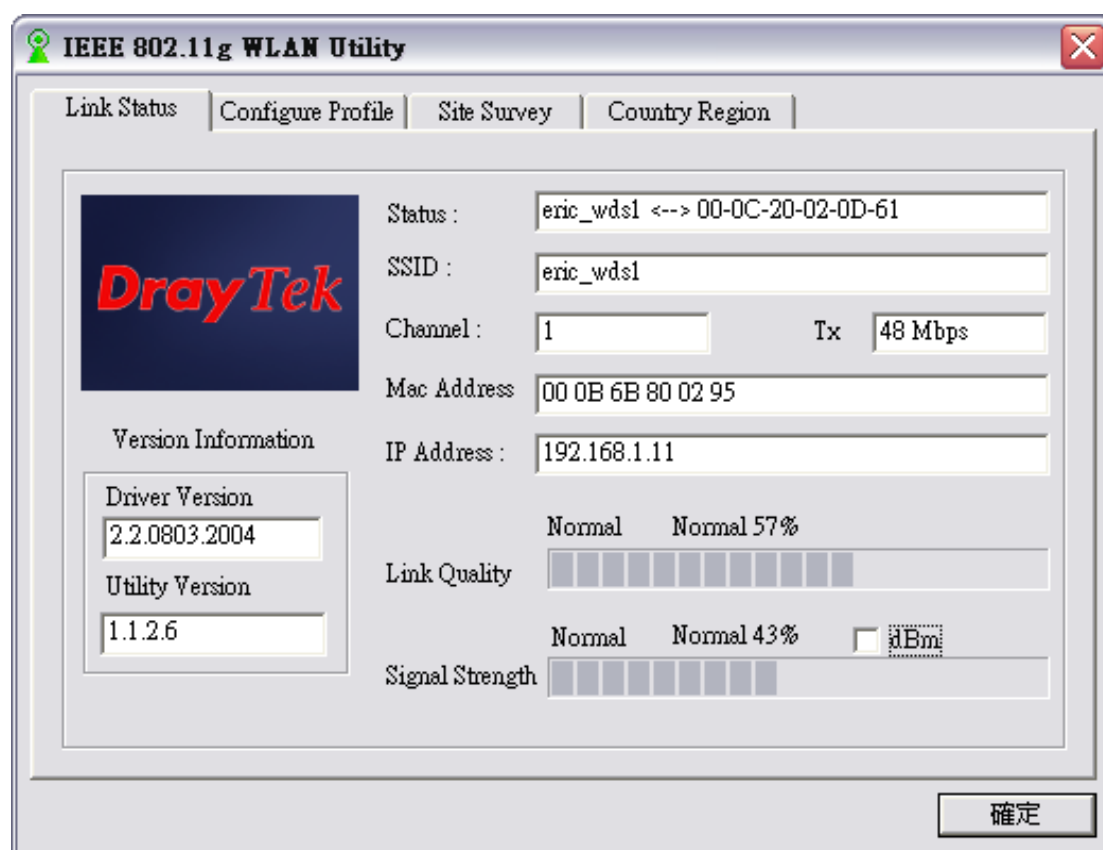 IEEE 802.11g WLAN Utility
Link Status
Configure Profile
Site Survey
Country Region
DrayTek
Version Information
Driver Version
2.2.0803.2004
Utility Version
1.1.2.6
Status :
eric_wds1 <--> 00-0C-20-02-0D-61
SSID :
eric_wds1
Channel :
1
Tx
48 Mbps
Mac Address
00 0B 6B 80 02 95
IP Address :
192.168.1.11
Normal Normal 57%
Link Quality
Normal Normal 43%
dBm
Signal Strength
確定